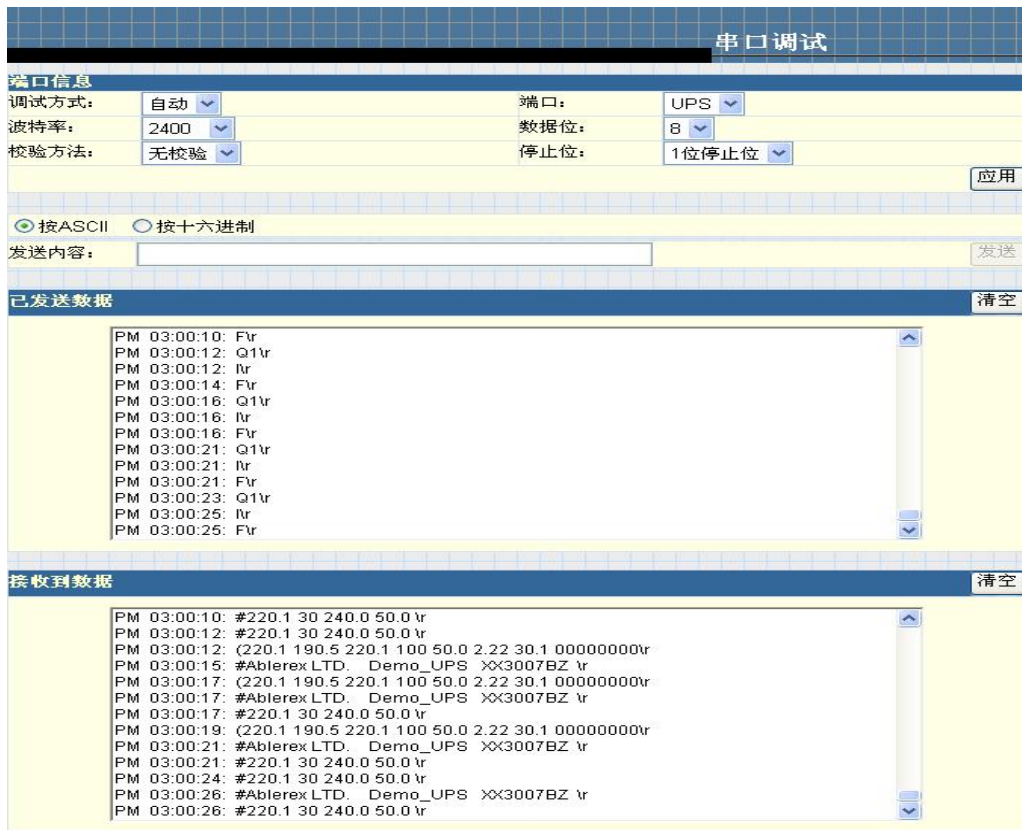 串口调试
端口信息
调试方式: 自动 端口: UPS
波特率: 2400 数据位: 8
校验方法: 无校验 停止位: 1位停止位
应用
按ASCII 按十六进制
发送内容: 发送
已发送数据 清空
PM 03:00:10: F\r
PM 03:00:12: Q1\r
PM 03:00:12: I\r
PM 03:00:14: F\r
PM 03:00:16: Q1\r
PM 03:00:16: I\r
PM 03:00:16: F\r
PM 03:00:21: Q1\r
PM 03:00:21: I\r
PM 03:00:21: F\r
PM 03:00:23: Q1\r
PM 03:00:25: I\r
PM 03:00:25: F\r
接收到数据 清空
PM 03:00:10: #220.1 30 240.0 50.0 \r
PM 03:00:12: #220.1 30 240.0 50.0 \r
PM 03:00:12: (220.1 190.5 220.1 100 50.0 2.22 30.1 00000000\r
PM 03:00:15: #Ablerex LTD. Demo_UPS XX3007BZ \r
PM 03:00:17: (220.1 190.5 220.1 100 50.0 2.22 30.1 00000000\r
PM 03:00:17: #Ablerex LTD. Demo_UPS XX3007BZ \r
PM 03:00:17: #220.1 30 240.0 50.0 \r
PM 03:00:19: (220.1 190.5 220.1 100 50.0 2.22 30.1 00000000\r
PM 03:00:21: #Ablerex LTD. Demo_UPS XX3007BZ \r
PM 03:00:21: #220.1 30 240.0 50.0 \r
PM 03:00:24: #220.1 30 240.0 50.0 \r
PM 03:00:26: #Ablerex LTD. Demo_UPS XX3007BZ \r
PM 03:00:26: #220.1 30 240.0 50.0 \r